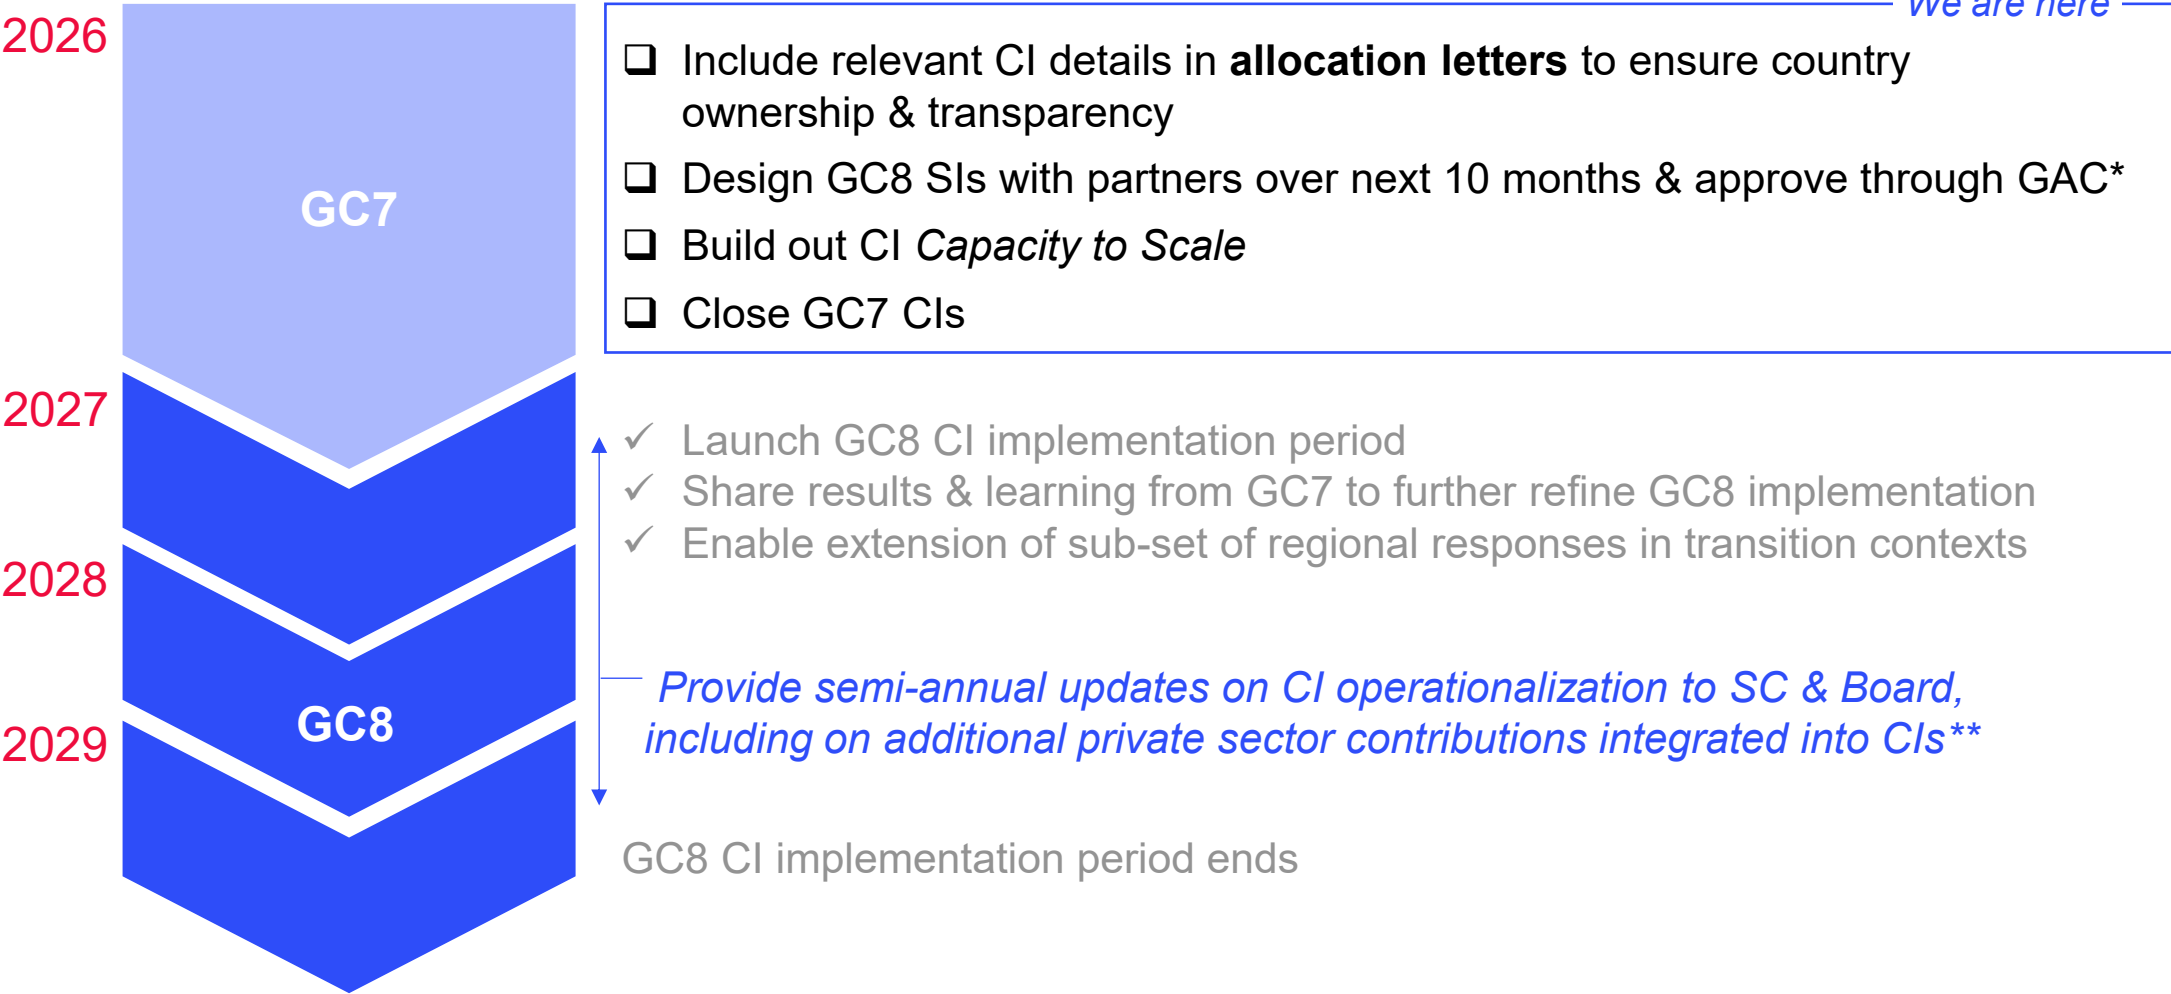 We are here
2026
❑ Include relevant CI details in allocation letters to ensure country
ownership & transparency
❑ Design GC8 SIs with partners over next 10 months & approve through GAC*
GC7
❑ Build out CI Capacity to Scale
❑ Close GC7 CIs
2027
✓ Launch GC8 CI implementation period
✓ Share results & learning from GC7 to further refine GC8 implementation
✓ Enable extension of sub-set of regional responses in transition contexts
2028
Provide semi-annual updates on CI operationalization to SC & Board,
including on additional private sector contributions integrated into CIs**
GC8
2029
GC8 CI implementation period ends